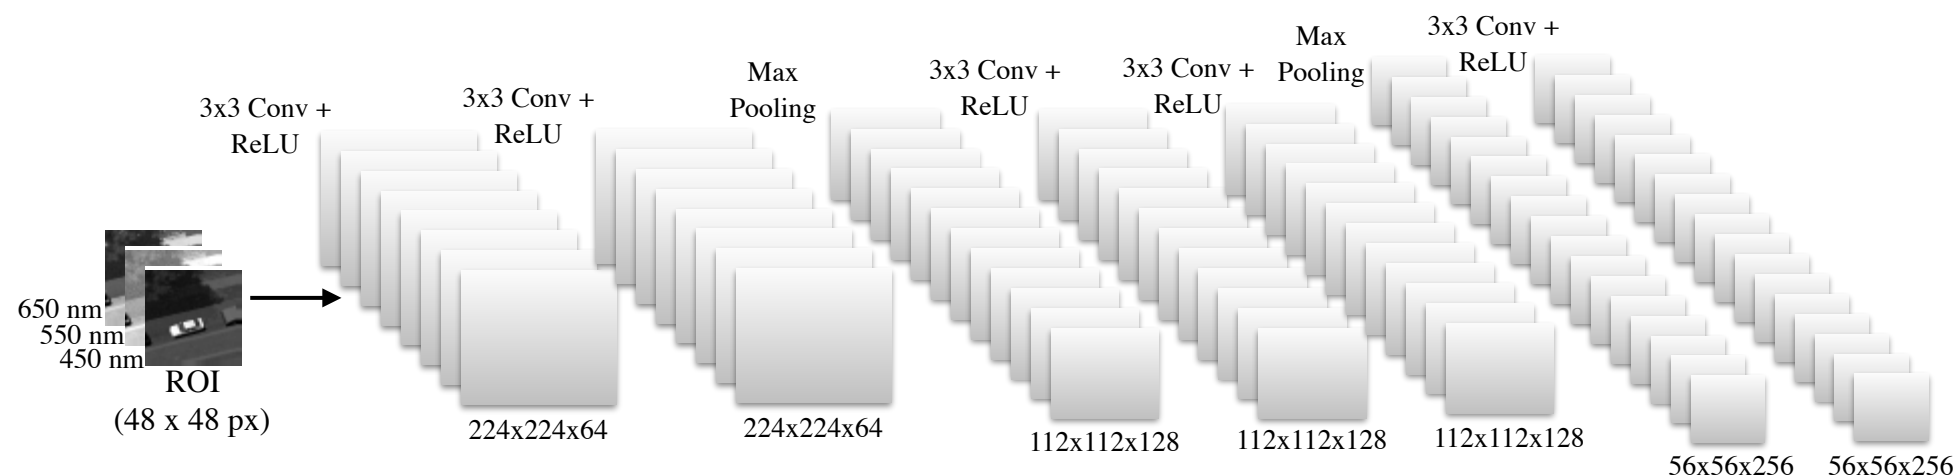 3x3 Conv +
ReLU
3x3 Conv +
ReLU
Max
Pooling
3x3 Conv +
ReLU
3x3 Conv +
ReLU
Max
Pooling
3x3 Conv +
ReLU
650 nm
550 nm
450 nm
ROI
(48 x 48 px)
224x224x64
224x224x64
112x112x128
112x112x128
112x112x128
56x56x256
56x56x256